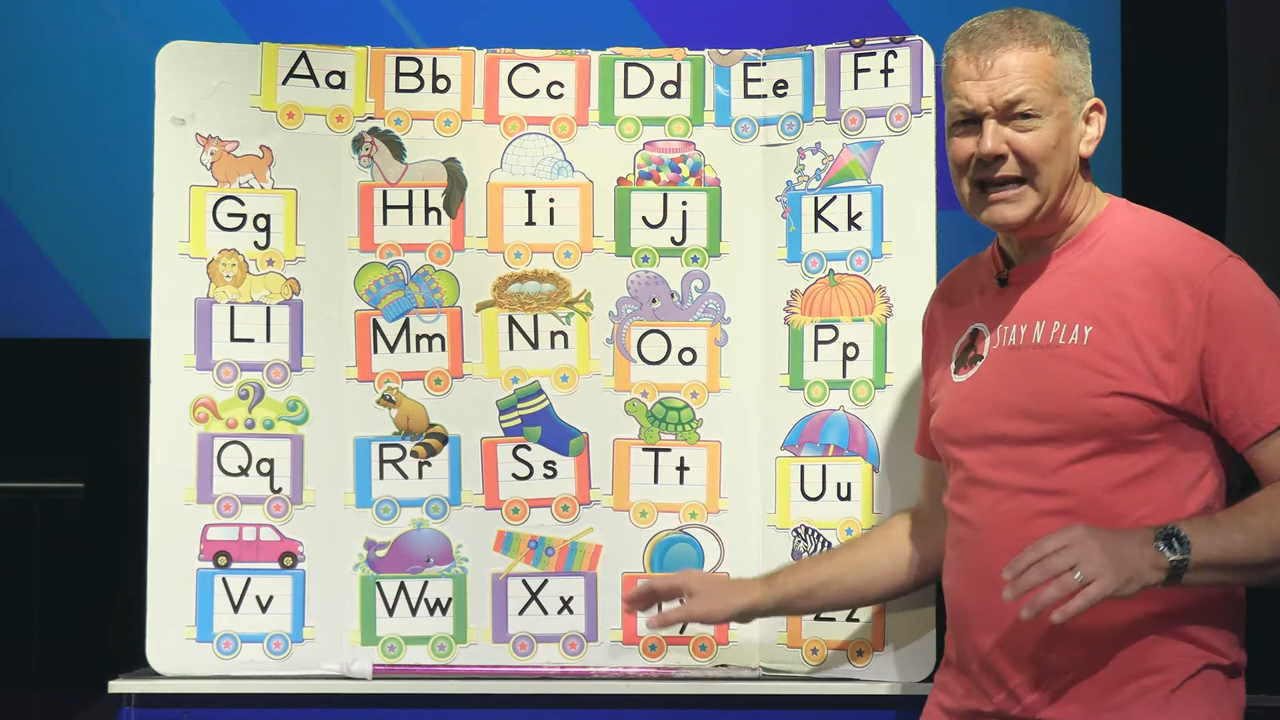 Aa Bb Cc Dd Ee Ff
Gg Hh Ii Jj Kk
Ll Mm Nn Oo Pp
Qq Rr Ss Tt Uu
Vv Ww Xx
STAY N PLAY